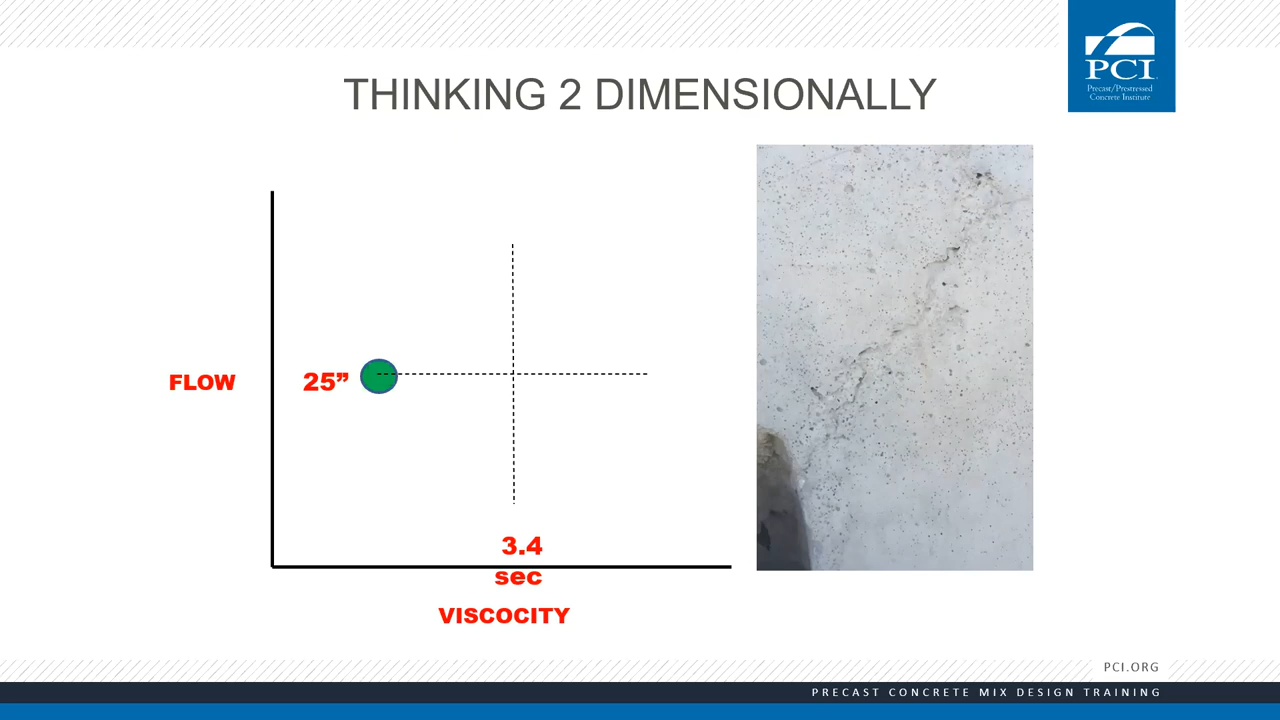 PCI
Precast/Prestressed
Concrete Institute
THINKING 2 DIMENSIONALLY
FLOW
25”
3.4
sec
VISCOCITY
PCI.ORG
PRECAST CONCRETE MIX DESIGN TRAINING